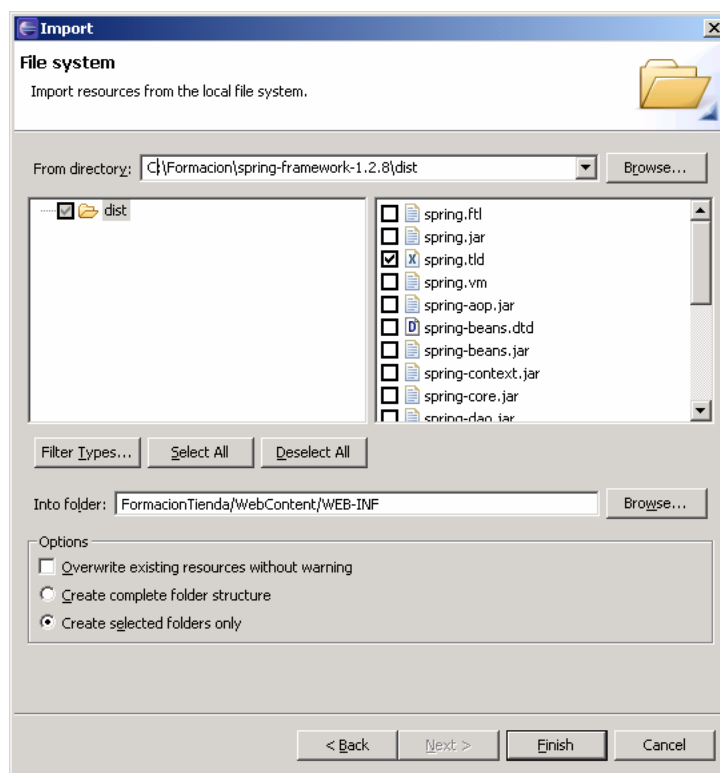 Import
File system
Import resources from the local file system.
From directory: C:\Formacion\spring-framework-1.2.8\dist
Browse...
dist
spring.ftl
spring.jar
spring.tld
spring.vm
spring-aop.jar
spring-beans.dtd
spring-beans.jar
spring-context.jar
spring-core.jar
spring-dao.jar
Filter Types... Select All Deselect All
Into folder: FormacionTienda/WebContent/WEB-INF Browse...
Options
Overwrite existing resources without warning
Create complete folder structure
Create selected folders only
< Back Next > Finish Cancel